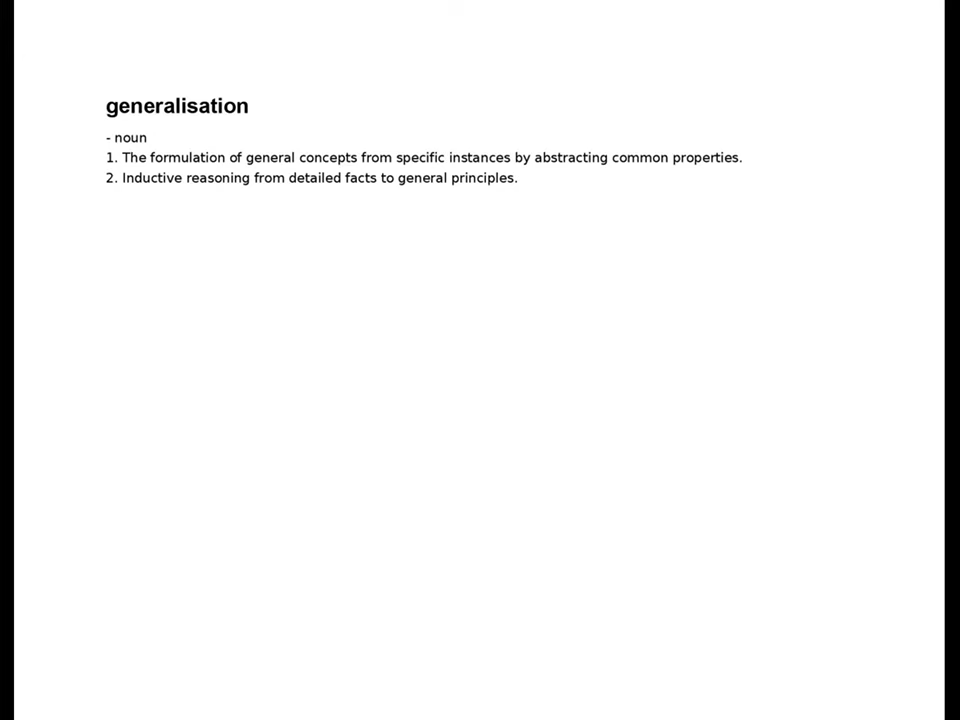 generalisation
- noun
1. The formulation of general concepts from specific instances by abstracting common properties.
2. Inductive reasoning from detailed facts to general principles.